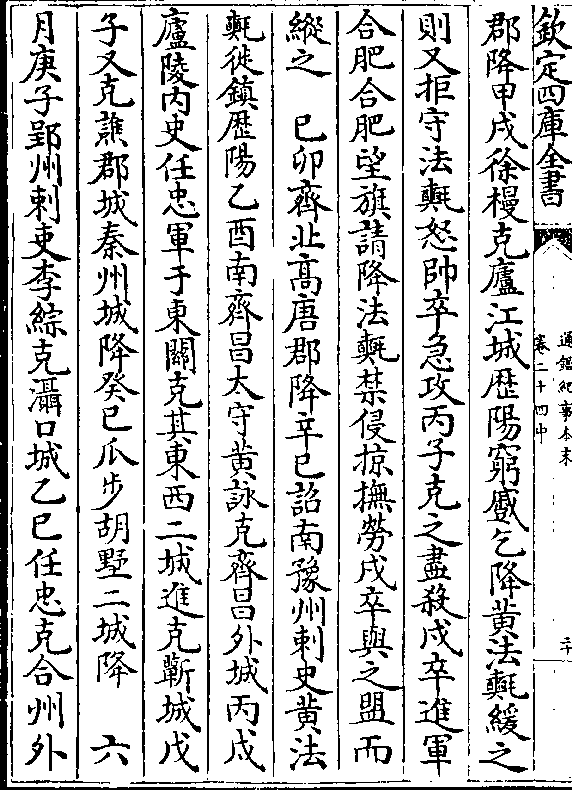 欽定四庫全書
通鑑紀事本末
卷二十四中
二十
郡降甲戌徐槾克廬江城歴陽窮蹙乞降黄法𣰋緩之
則又拒守法𣰋怒帥卒急攻丙子克之盡殺戍卒進軍
合肥合肥望旗請降法𣰋禁侵掠撫勞戍卒與之盟而
縱之　己卯齊北高唐郡降辛巳詔南豫州刺史黄法
𣰋徙鎮歴陽乙酉南齊昌太守黄詠克齊昌外城丙戌
廬陵内史任忠軍于東關克其東西二城進克蘄城戊
子又克譙郡城秦州城降癸巳瓜步胡墅二城降　六
月庚子郢州刺史李綜克灄口城乙巳任忠克合州外